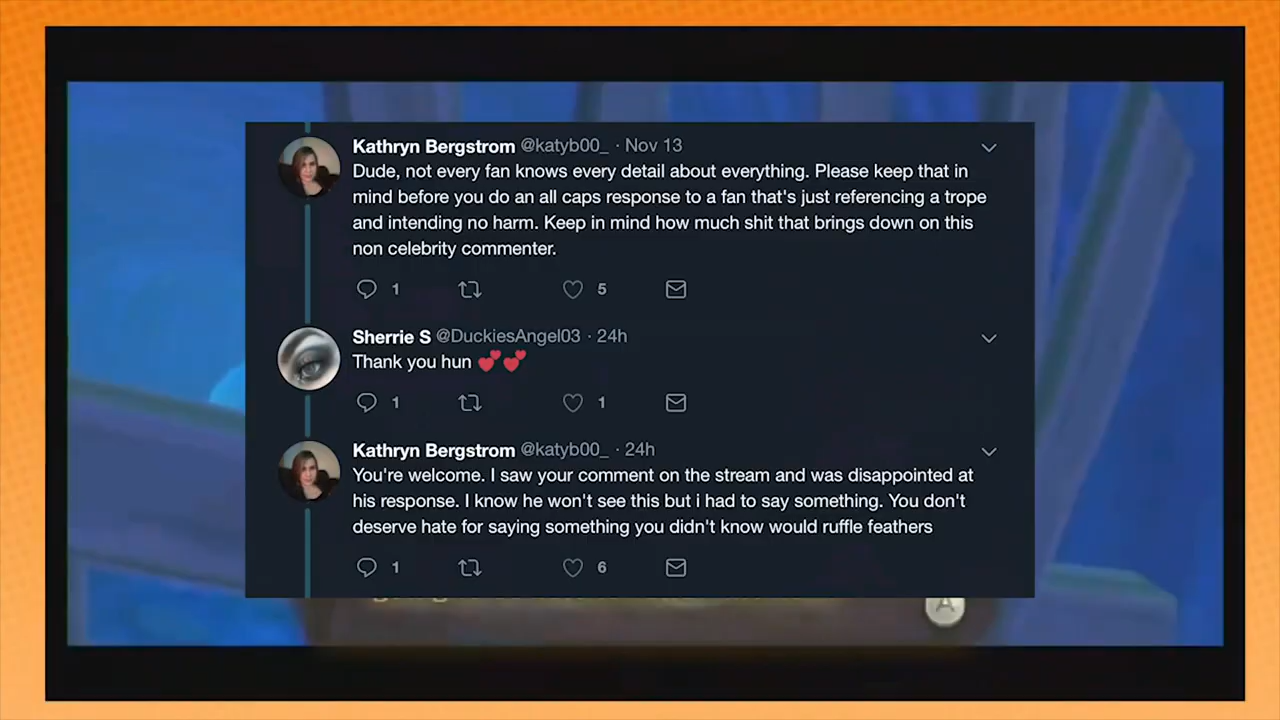 Kathryn Bergstrom @katyb00_ · Nov 13
Dude, not every fan knows every detail about everything. Please keep that in
mind before you do an all caps response to a fan that's just referencing a trope
and intending no harm. Keep in mind how much shit that brings down on this
non celebrity commenter.
1 5
Sherrie S @DuckiesAngel03 · 24h
Thank you hun 💕💕
1 1
Kathryn Bergstrom @katyb00_ · 24h
You're welcome. I saw your comment on the stream and was disappointed at
his response. I know he won't see this but i had to say something. You don't
deserve hate for saying something you didn't know would ruffle feathers
1 6
A